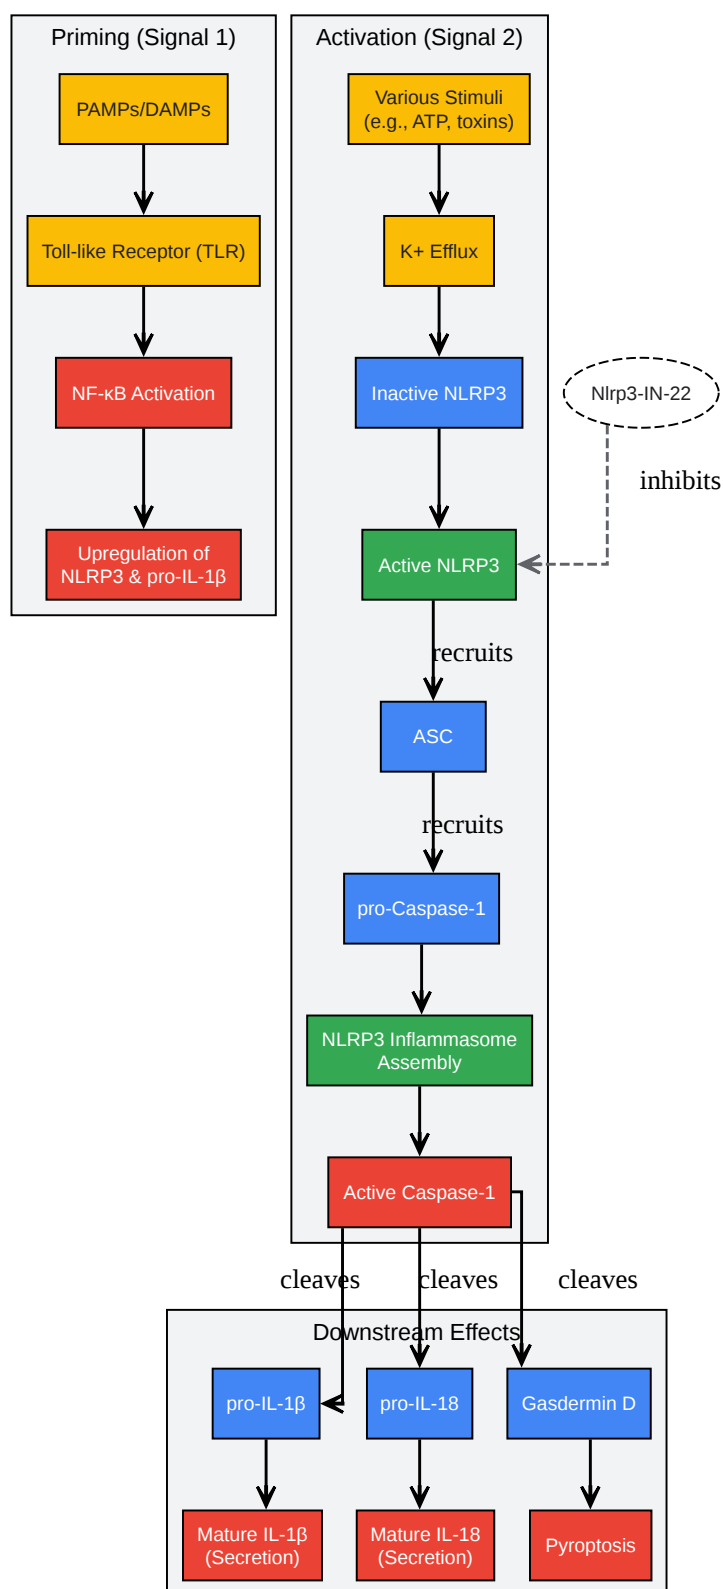 Priming (Signal 1)
PAMPs/DAMPs
Toll-like Receptor (TLR)
NF-κB Activation
Upregulation of
NLRP3 & pro-IL-1β
Activation (Signal 2)
Various Stimuli
(e.g., ATP, toxins)
K+ Efflux
Inactive NLRP3
Nlrp3-IN-22
inhibits
Active NLRP3
recruits
ASC
recruits
pro-Caspase-1
NLRP3 Inflammasome
Assembly
Active Caspase-1
cleaves
cleaves
cleaves
Downstream Effects
pro-IL-1β
pro-IL-18
Gasdermin D
Mature IL-1β
(Secretion)
Mature IL-18
(Secretion)
Pyroptosis